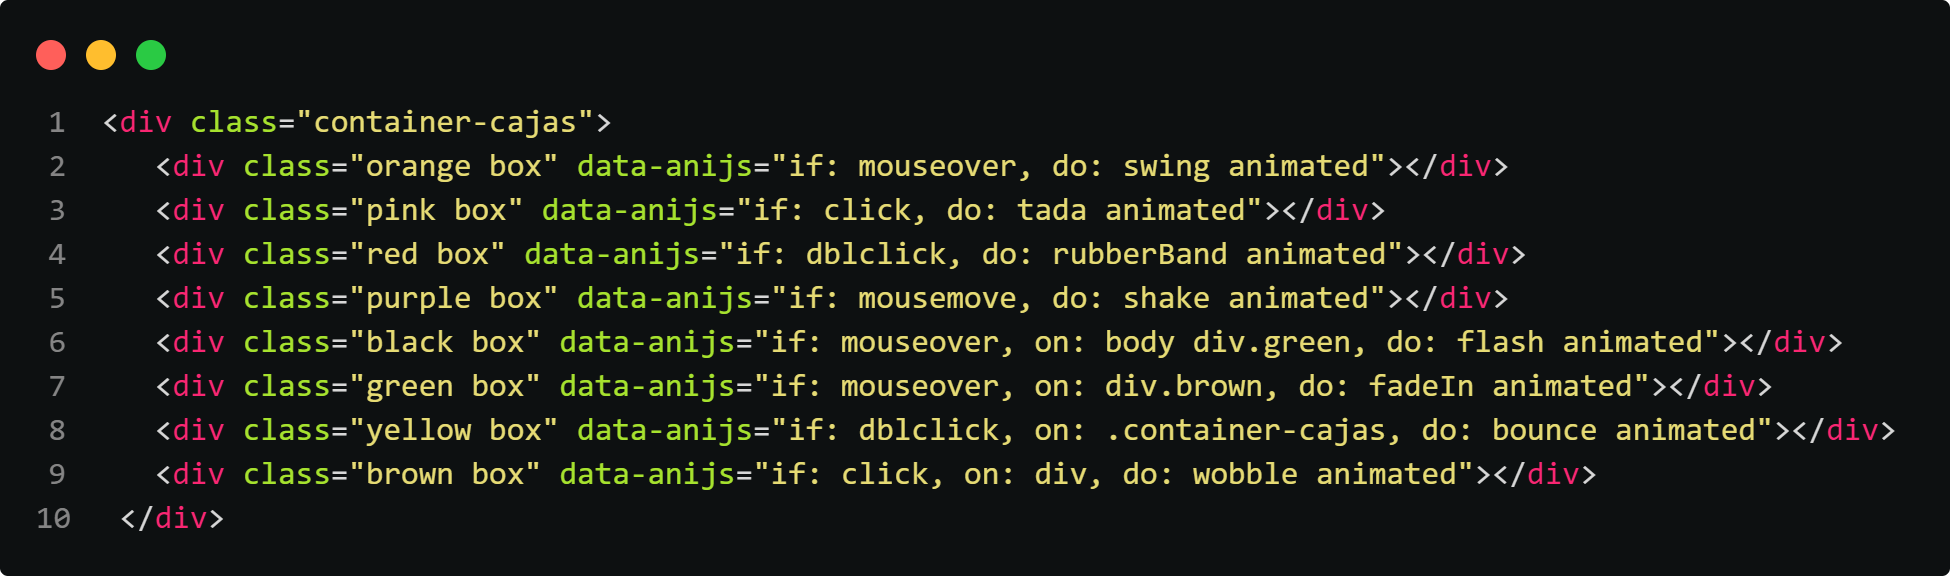 1 <div class="container-cajas">
2    <div class="orange box" data-anijs="if: mouseover, do: swing animated"></div>
3    <div class="pink box" data-anijs="if: click, do: tada animated"></div>
4    <div class="red box" data-anijs="if: dblclick, do: rubberBand animated"></div>
5    <div class="purple box" data-anijs="if: mousemove, do: shake animated"></div>
6    <div class="black box" data-anijs="if: mouseover, on: body div.green, do: flash animated"></div>
7    <div class="green box" data-anijs="if: mouseover, on: div.brown, do: fadeIn animated"></div>
8    <div class="yellow box" data-anijs="if: dblclick, on: .container-cajas, do: bounce animated"></div>
9    <div class="brown box" data-anijs="if: click, on: div, do: wobble animated"></div>
10  </div>